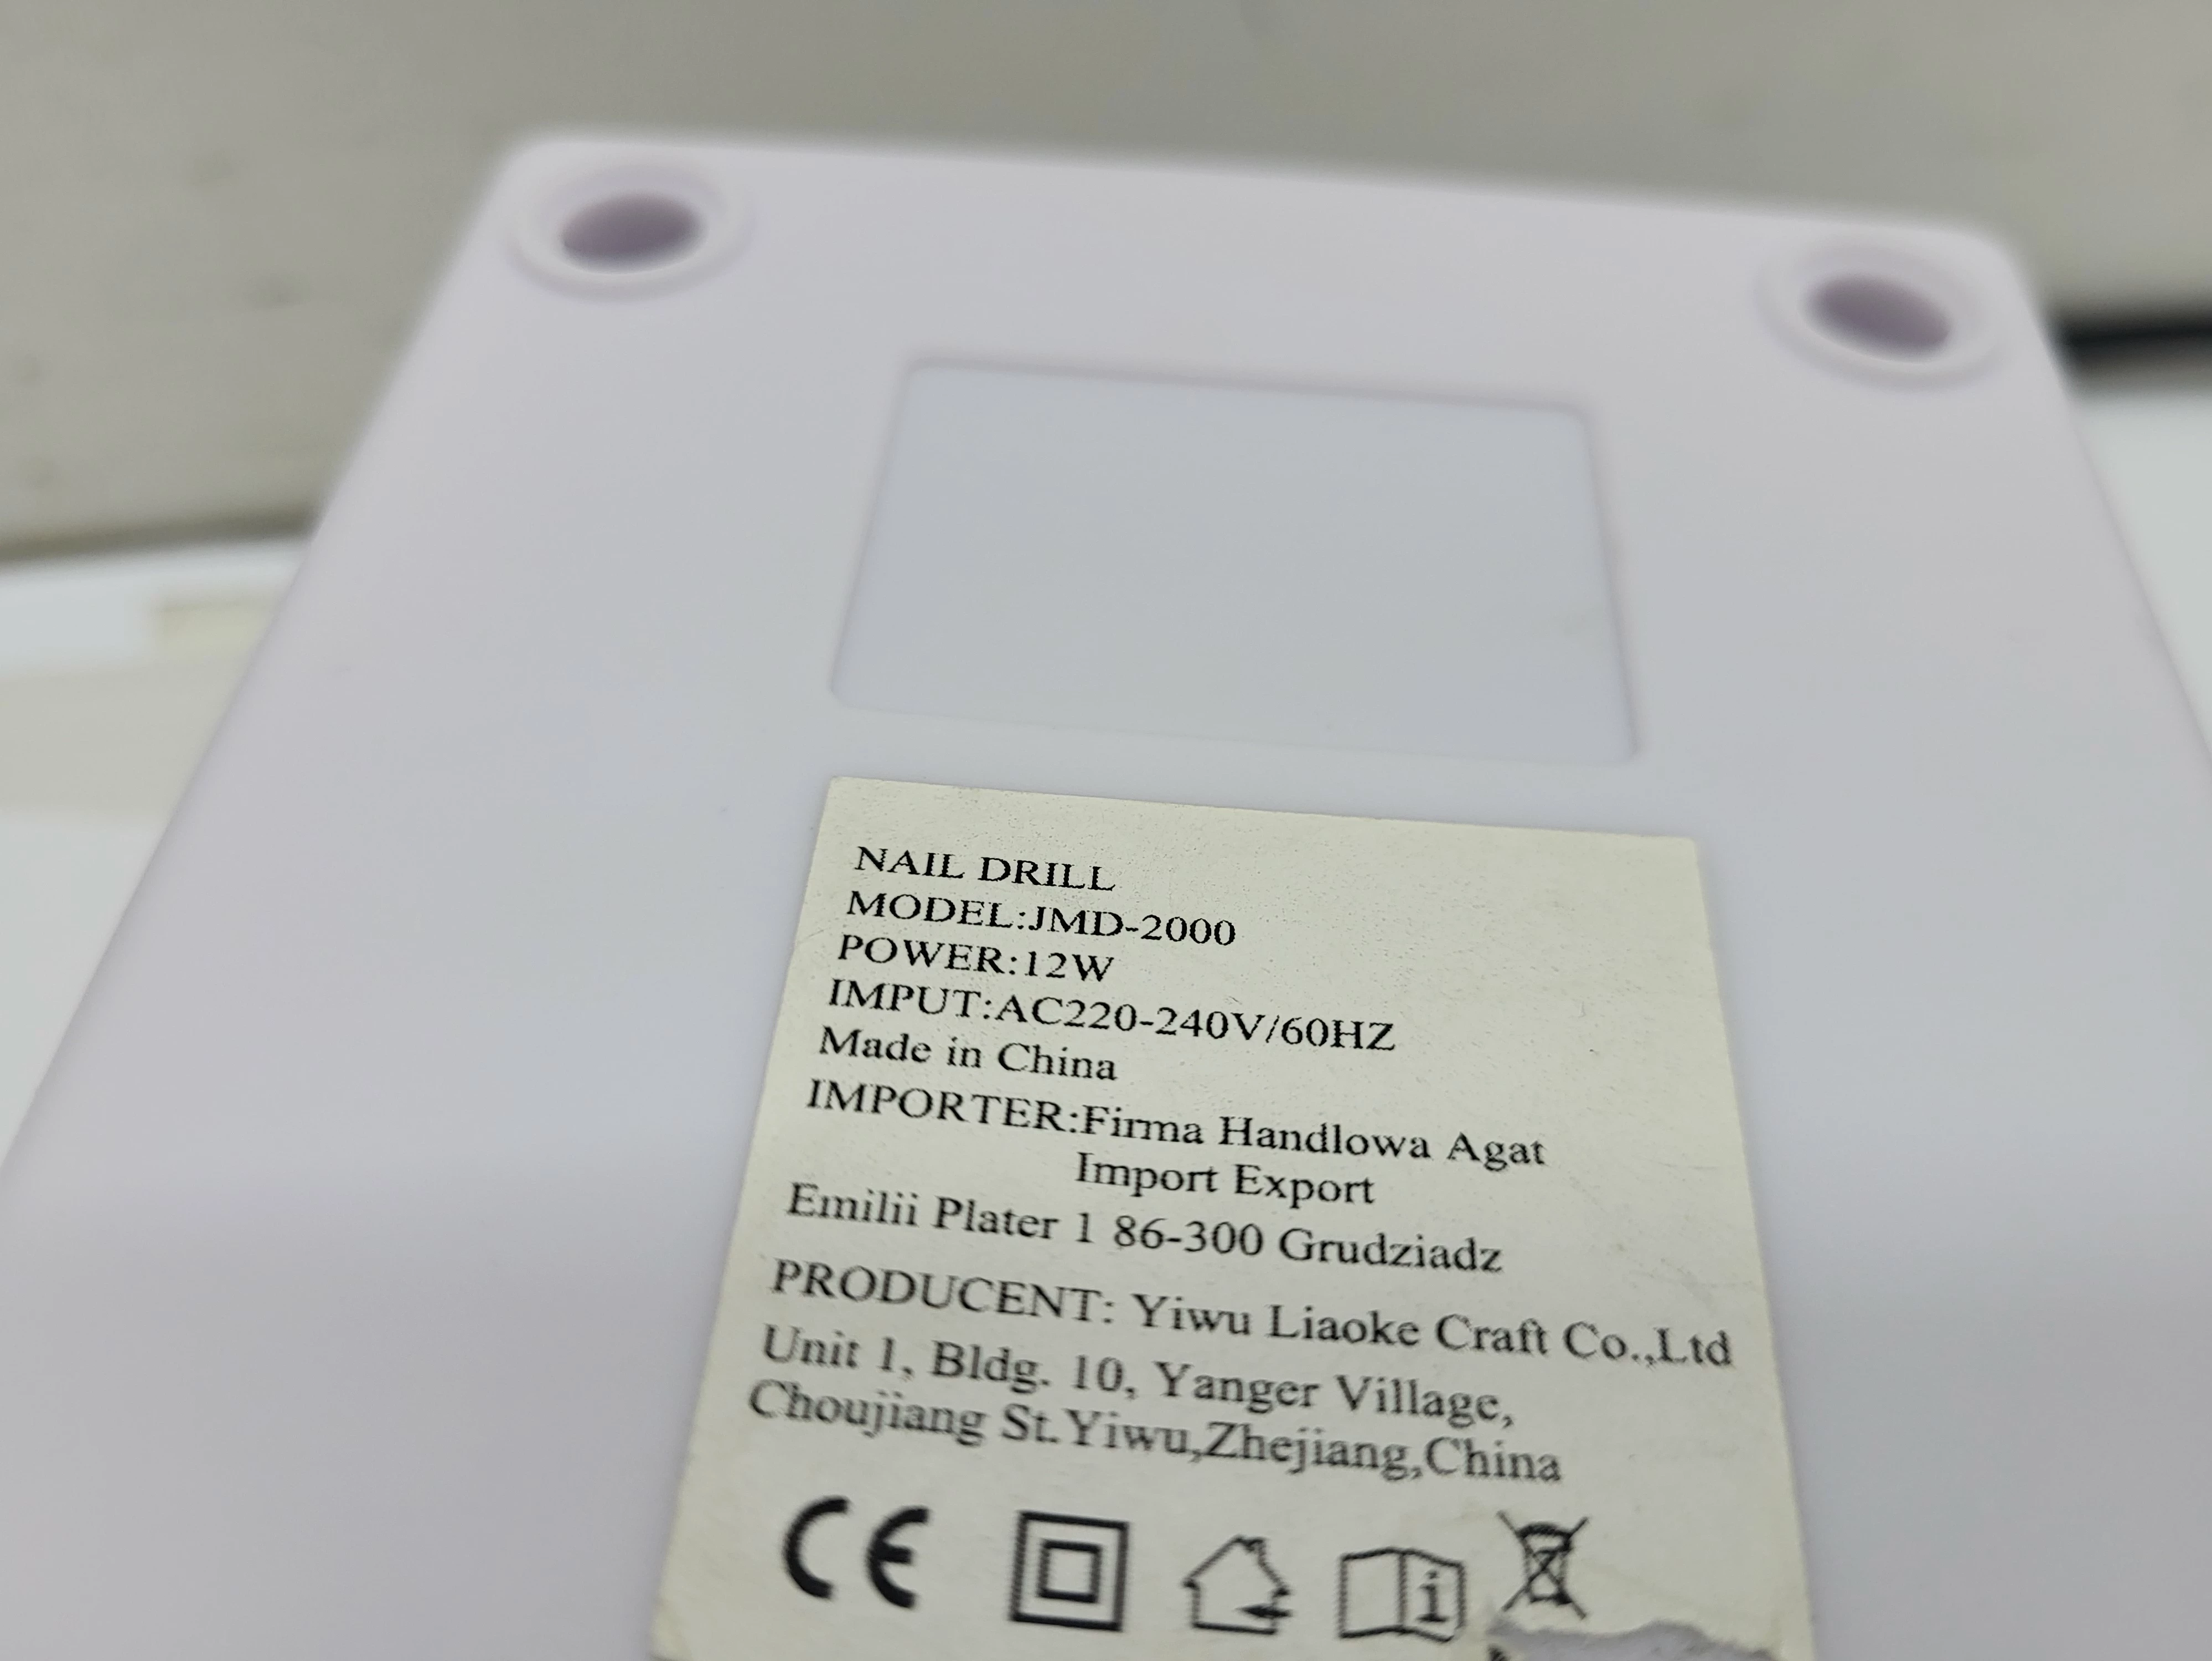 NAIL DRILL
MODEL:JMD-2000
POWER:12W
IMPUT:AC220-240V/60HZ
Made in China
IMPORTER:Firma Handlowa Agat
Import Export
Emilii Plater 1 86-300 Grudziadz
PRODUCENT: Yiwu Liaoke Craft Co.,Ltd
Unit 1, Bldg. 10, Yanger Village,
Choujiang St.Yiwu,Zhejiang,China
CE
i